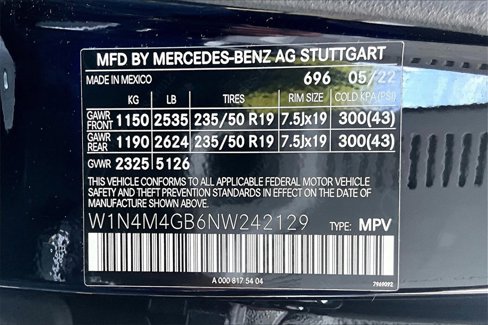 MFD BY MERCEDES-BENZ AG STUTTGART
MADE IN MEXICO 696 05/22
KG LB TIRES RIM SIZE COLD KPA(PSI)
GAWR FRONT 1150 2535 235/50 R19 7.5Jx19 300(43)
GAWR REAR 1190 2624 235/50 R19 7.5Jx19 300(43)
GVWR 2325 5126
THIS VEHICLE CONFORMS TO ALL APPLICABLE FEDERAL MOTOR VEHICLE
SAFETY AND THEFT PREVENTION STANDARDS IN EFFECT ON THE DATE OF
MANUFACTURE SHOWN ABOVE.
W1N4M4GB6NW242129 TYPE: MPV
A 000 817 54 04
7969092